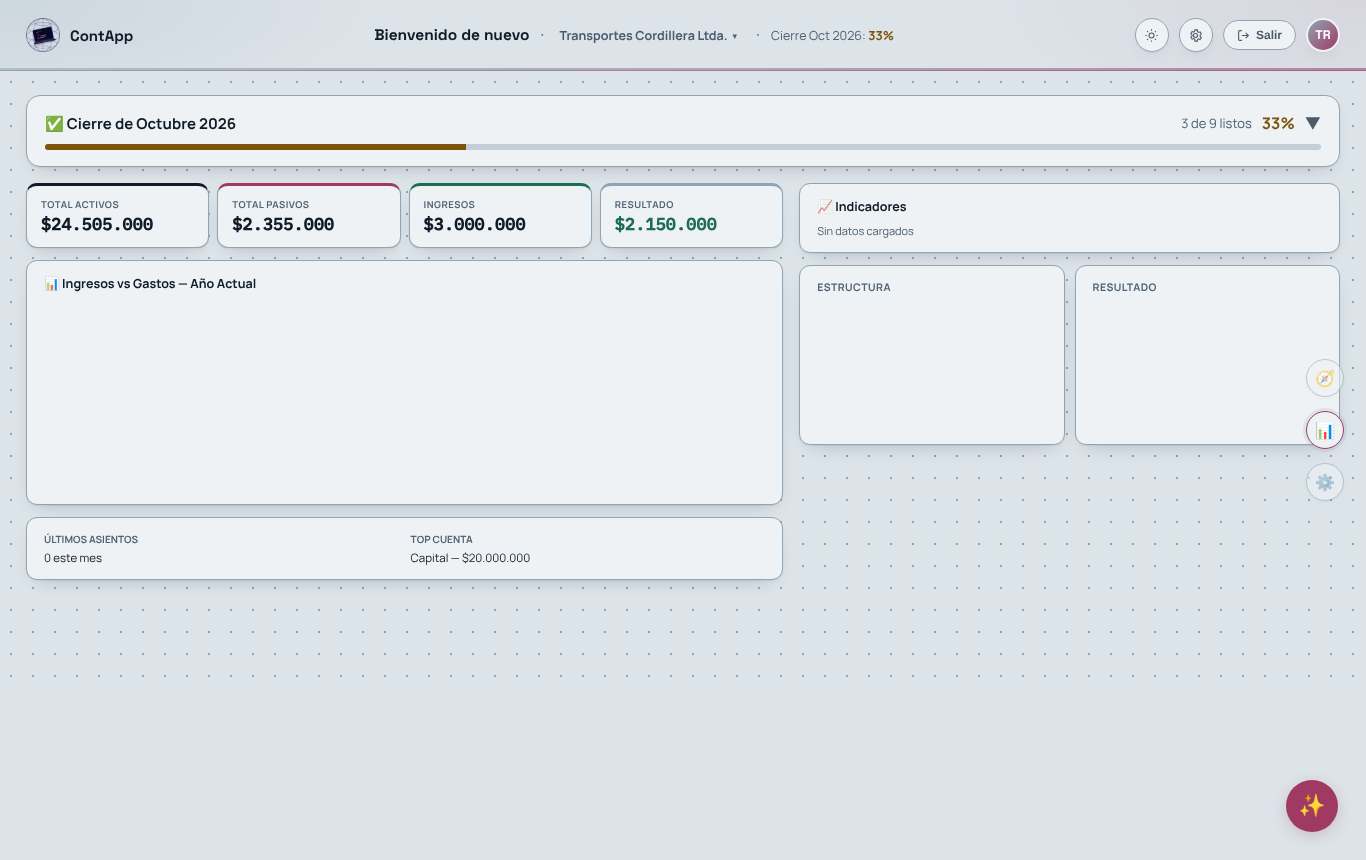 ContApp
Bienvenido de nuevo · Transportes Cordillera Ltda. ▾ · Cierre Oct 2026: 33%
Salir
TR
✅ Cierre de Octubre 2026
3 de 9 listos 33% ▼
TOTAL ACTIVOS
$24.505.000
TOTAL PASIVOS
$2.355.000
INGRESOS
$3.000.000
RESULTADO
$2.150.000
📈 Indicadores
Sin datos cargados
📊 Ingresos vs Gastos — Año Actual
ESTRUCTURA
RESULTADO
ÚLTIMOS ASIENTOS
0 este mes
TOP CUENTA
Capital — $20.000.000